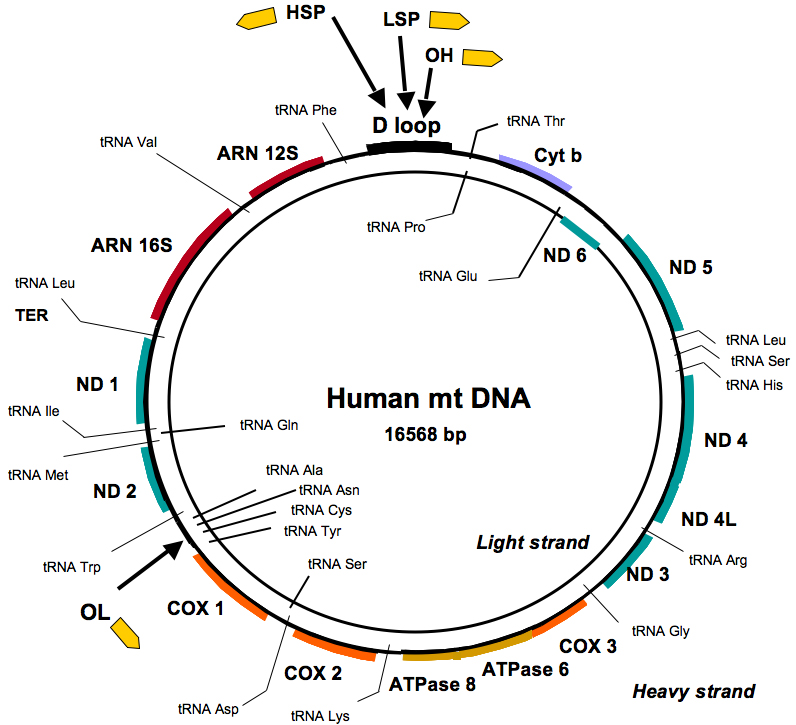 HSP
LSP
OH
D loop
tRNA Phe
tRNA Thr
tRNA Val
ARN 12S
Cyt b
tRNA Pro
ARN 16S
ND 6
ND 5
tRNA Glu
tRNA Leu
TER
tRNA Leu
tRNA Ser
tRNA His
ND 1
Human mt DNA
16568 bp
tRNA Ile
tRNA Gln
ND 4
tRNA Met
tRNA Ala
ND 2
tRNA Asn
tRNA Cys
tRNA Tyr
ND 4L
Light strand
tRNA Trp
tRNA Ser
tRNA Arg
ND 3
OL
COX 1
tRNA Gly
COX 3
COX 2
ATPase 8
ATPase 6
Heavy strand
tRNA Asp
tRNA Lys